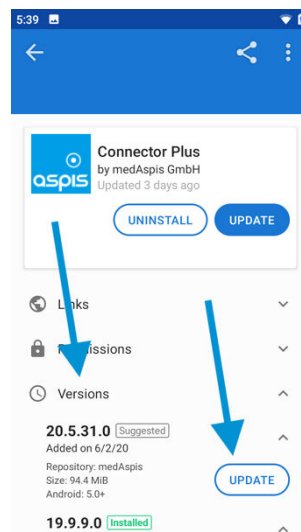 5:39
aspis
Connector Plus
by medAspis GmbH
Updated 3 days ago
UNINSTALL
UPDATE
Links
Versions
20.5.31.0 Suggested
Added on 6/2/20
Repository: medAspis
Size: 94.4 MiB
Android: 5.0+
UPDATE
19.9.9.0 Installed